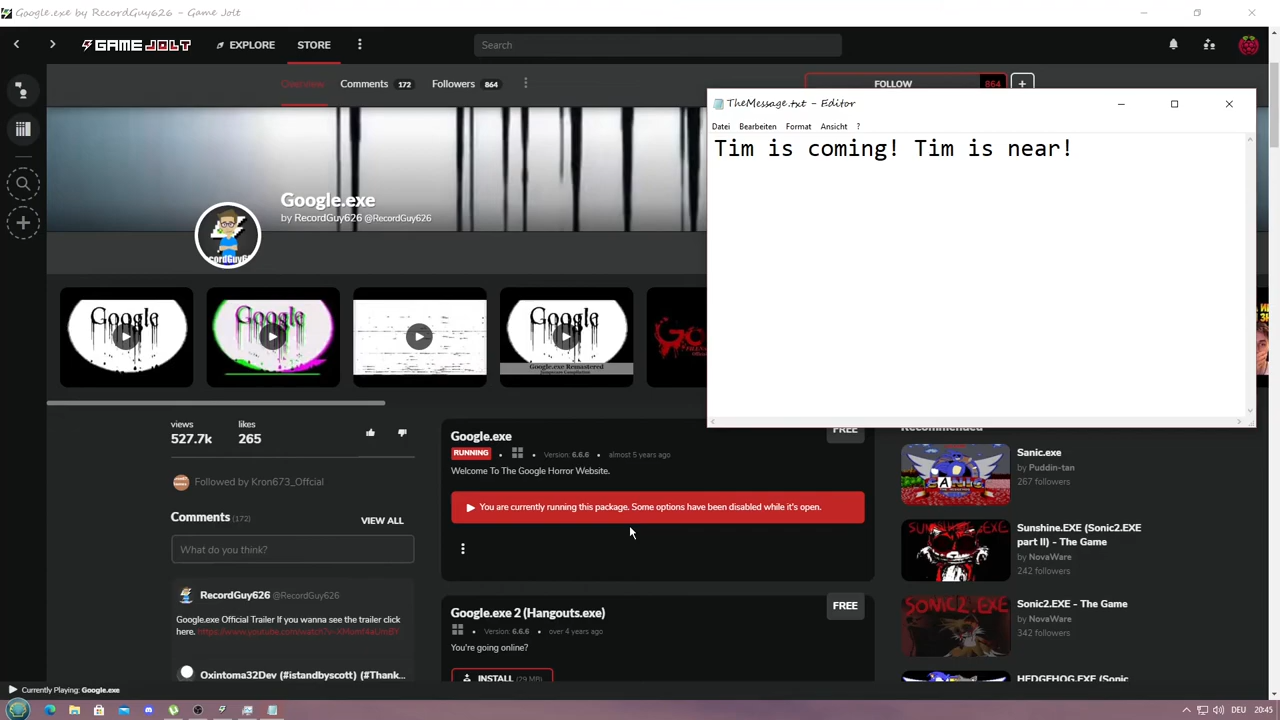 Google.exe by RecordGuy626 - Game Jolt
GAME JOLT
EXPLORE
STORE
Search
Overview
Comments 172
Followers 864
FOLLOW 864
TheMessage.txt - Editor
Datei Bearbeiten Format Ansicht ?
Tim is coming! Tim is near!
Google.exe
by RecordGuy626 @RecordGuy626
Google
Google
Google
Google.exe Remastered
views
527.7k
likes
265
Followed by Kron673_Offcial
Comments (172)
VIEW ALL
What do you think?
RecordGuy626 @RecordGuy626
Google.exe Official Trailer If you wanna see the trailer click
here.
Oxintoma32Dev (#istandbyscott) (#Thank...
Google.exe
FREE
RUNNING • • Version: 6.6.6 • almost 5 years ago
Welcome To The Google Horror Website.
You are currently running this package. Some options have been disabled while it's open.
Google.exe 2 (Hangouts.exe)
FREE
• Version: 6.6.6 • over 4 years ago
You're going online?
INSTALL (29 MB)
Recommended
Sanic.exe
by Puddin-tan
267 followers
Sunshine.EXE (Sonic2.EXE
part II) - The Game
by NovaWare
242 followers
Sonic2.EXE - The Game
by NovaWare
342 followers
HEDGEHOG.EXE (Sonic
Currently Playing: Google.exe
DEU 20:45